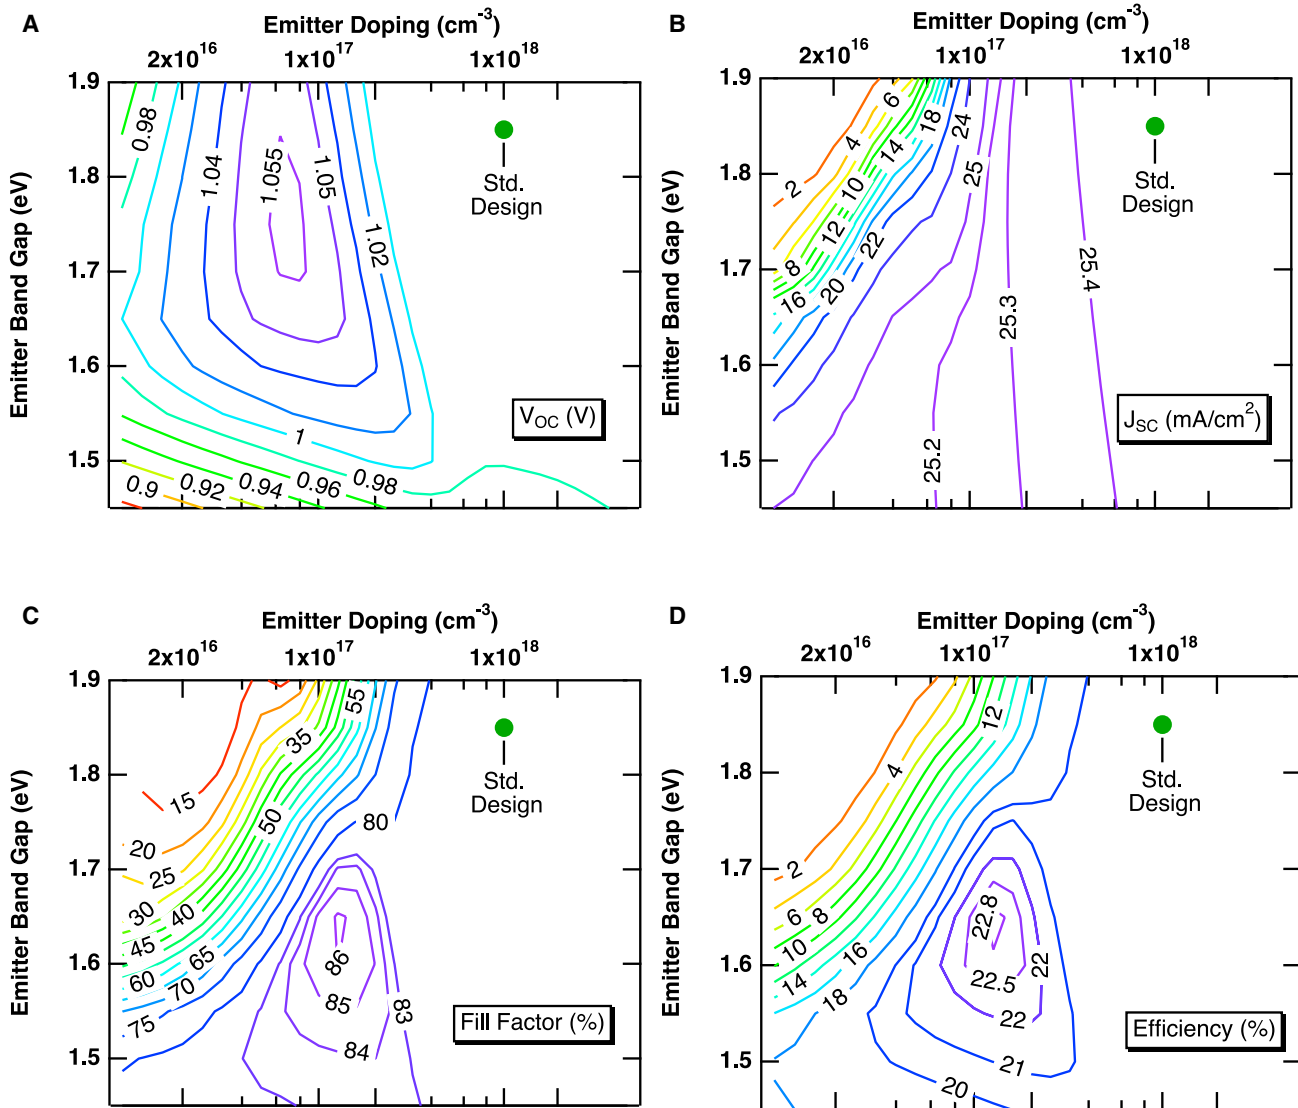 A
Emitter Doping (cm-3)
2x10^16 1x10^17 1x10^18
1.9
1.8
1.7
1.6
1.5
Emitter Band Gap (eV)
0.98
1.04
1.055
1.05
1.02
1
0.9
0.92
0.94
0.96
0.98
Std.
Design
VOC (V)
B
Emitter Doping (cm-3)
2x10^16 1x10^17 1x10^18
1.9
1.8
1.7
1.6
1.5
Emitter Band Gap (eV)
2
4
6
8
10
12
14
16
18
20
22
24
25
25.2
25.3
25.4
Std.
Design
JSC (mA/cm2)
C
Emitter Doping (cm-3)
2x10^16 1x10^17 1x10^18
1.9
1.8
1.7
1.6
1.5
Emitter Band Gap (eV)
15
20
25
30
35
40
45
50
55
60
65
70
75
80
83
84
85
86
Std.
Design
Fill Factor (%)
D
Emitter Doping (cm-3)
2x10^16 1x10^17 1x10^18
1.9
1.8
1.7
1.6
1.5
Emitter Band Gap (eV)
2
4
6
8
10
12
14
16
18
20
21
22
22
22.5
22.8
Std.
Design
Efficiency (%)